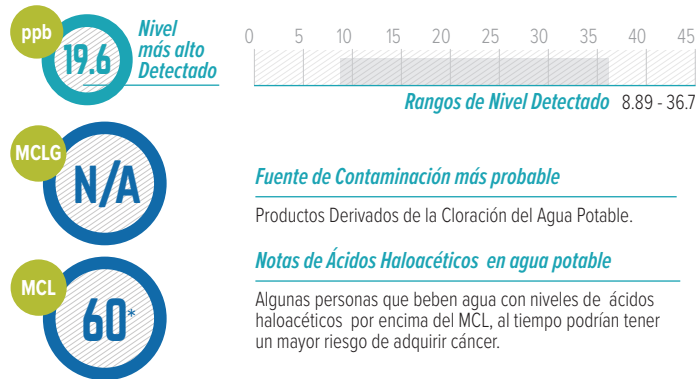 ppb
19.6
Nivel
más alto
Detectado
0 5 10 15 20 25 30 35 40 45
Rangos de Nivel Detectado 8.89 - 36.7
MCLG
N/A
Fuente de Contaminación más probable
Productos Derivados de la Cloración del Agua Potable.
MCL
60*
Notas de Ácidos Haloacéticos en agua potable
Algunas personas que beben agua con niveles de ácidos
haloacéticos por encima del MCL, al tiempo podrían tener
un mayor riesgo de adquirir cáncer.